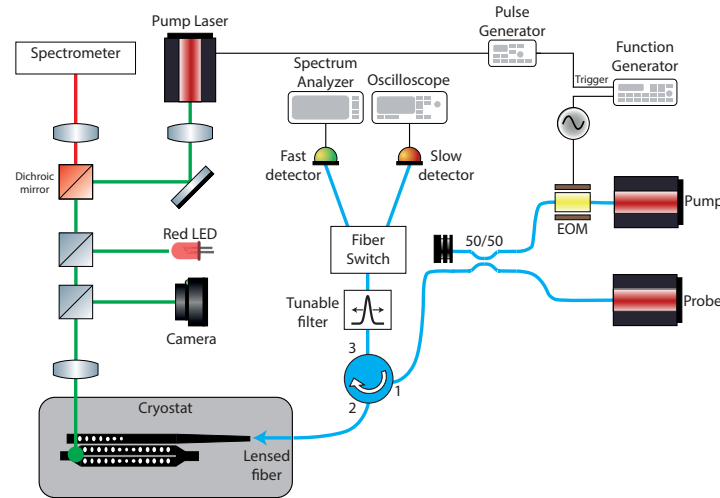 Pump Laser
Spectrometer
Pulse
Generator
Function
Generator
Trigger
Spectrum
Analyzer
Oscilloscope
Fast
detector
Slow
detector
Dichroic
mirror
Red LED
Camera
Fiber
Switch
Tunable
filter
50/50
EOM
Pump
Probe
3
1
2
Cryostat
Lensed
fiber